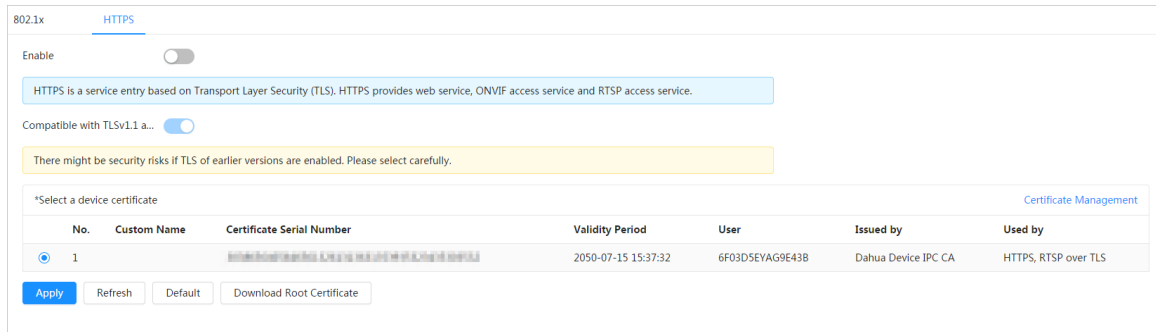 802.1x HTTPS
Enable
HTTPS is a service entry based on Transport Layer Security (TLS). HTTPS provides web service, ONVIF access service and RTSP access service.
Compatible with TLSv1.1 a...
There might be security risks if TLS of earlier versions are enabled. Please select carefully.
*Select a device certificate Certificate Management
No. Custom Name Certificate Serial Number Validity Period User Issued by Used by
1 2050-07-15 15:37:32 6F03D5EYAG9E43B Dahua Device IPC CA HTTPS, RTSP over TLS
Apply Refresh Default Download Root Certificate